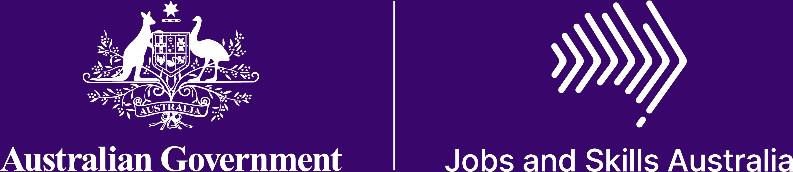 AUSTRALIA
Australian Government
Jobs and Skills Australia